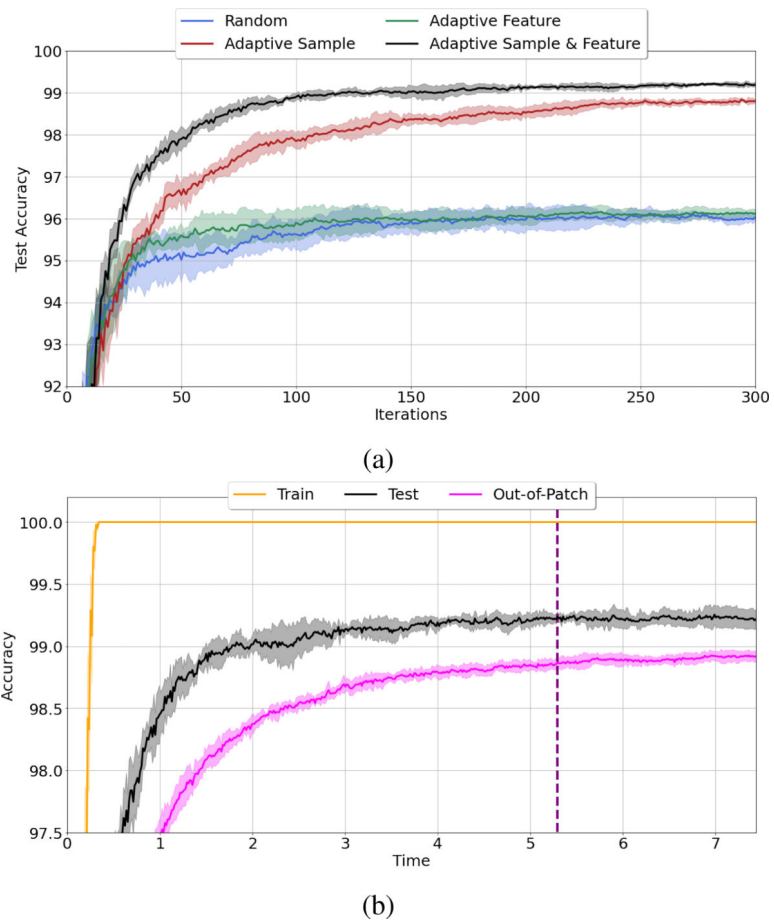 Random Adaptive Feature
Adaptive Sample Adaptive Sample & Feature
100
99
98
97
96
95
94
93
92
Test Accuracy
0 50 100 150 200 250 300
Iterations
(a)
Train Test Out-of-Patch
100.0
99.5
99.0
98.5
98.0
97.5
Accuracy
0 1 2 3 4 5 6 7
Time
(b)